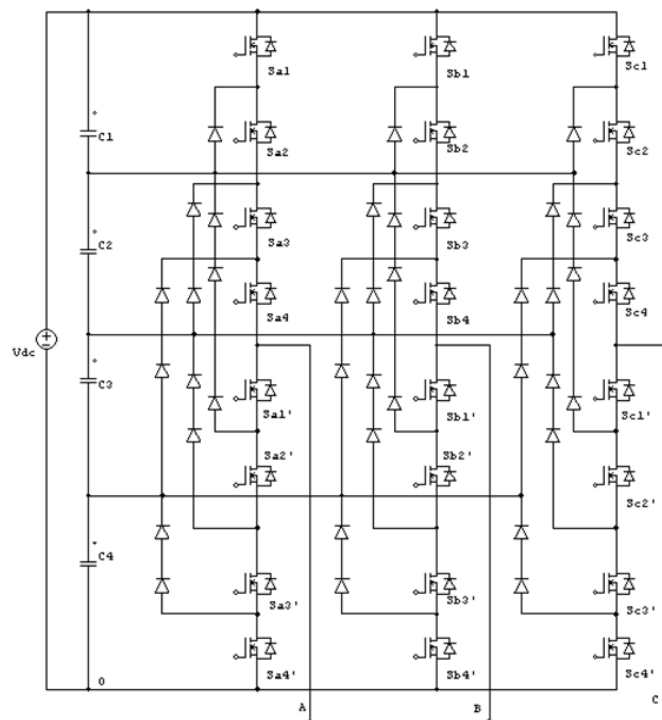 Sa1 Sb1 Sc1
C1 Sa2 Sb2 Sc2
C2 Sa3 Sb3 Sc3
Sa4 Sb4 Sc4
Vdc
C3 Sa1' Sb1' Sc1'
Sa2' Sb2' Sc2'
C4
Sa3' Sb3' Sc3'
0 Sa4' Sb4' Sc4'
A B C